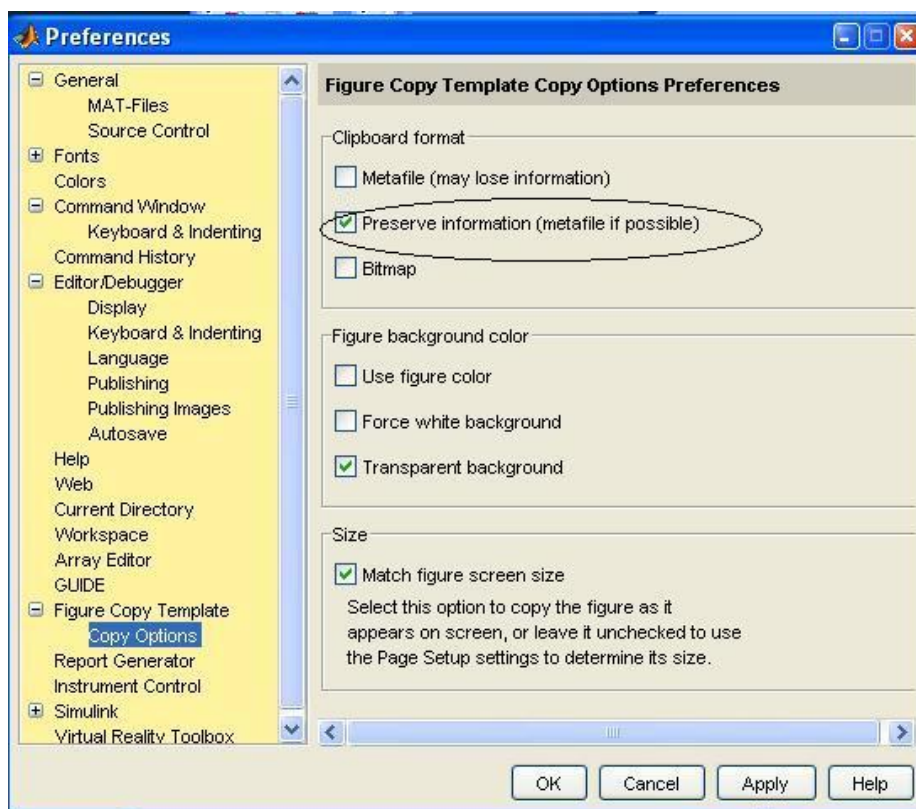 Preferences
General
MAT-Files
Source Control
Fonts
Colors
Command Window
Keyboard & Indenting
Command History
Editor/Debugger
Display
Keyboard & Indenting
Language
Publishing
Publishing Images
Autosave
Help
Web
Current Directory
Workspace
Array Editor
GUIDE
Figure Copy Template
Copy Options
Report Generator
Instrument Control
Simulink
Virtual Reality Toolbox
Figure Copy Template Copy Options Preferences
Clipboard format
Metafile (may lose information)
Preserve information (metafile if possible)
Bitmap
Figure background color
Use figure color
Force white background
Transparent background
Size
Match figure screen size
Select this option to copy the figure as it
appears on screen, or leave it unchecked to use
the Page Setup settings to determine its size.
OK
Cancel
Apply
Help